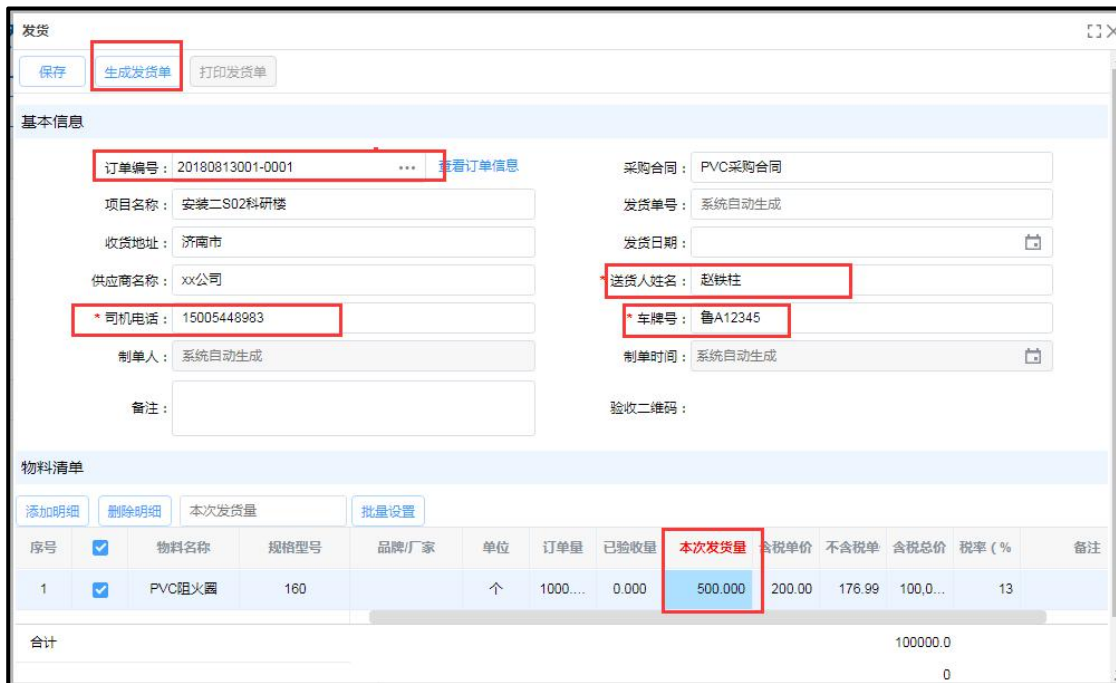 发货
保存 生成发货单 打印发货单
基本信息
订单编号： 20180813001-0001 ••• 查看订单信息 采购合同： PVC采购合同
项目名称： 安装二S02科研楼 发货单号： 系统自动生成
收货地址： 济南市 发货日期：
供应商名称： xx公司 * 送货人姓名： 赵铁柱
* 司机电话： 15005448983 * 车牌号： 鲁A12345
制单人： 系统自动生成 制单时间： 系统自动生成
备注： 验收二维码：
物料清单
添加明细 删除明细 本次发货量 批量设置
序号 物料名称 规格型号 品牌/厂家 单位 订单量 已验收量 本次发货量 含税单价 不含税单 含税总价 税率（% 备注
1 PVC阻火圈 160 个 1000.... 0.000 500.000 200.00 176.99 100,0... 13
合计 100000.0
0